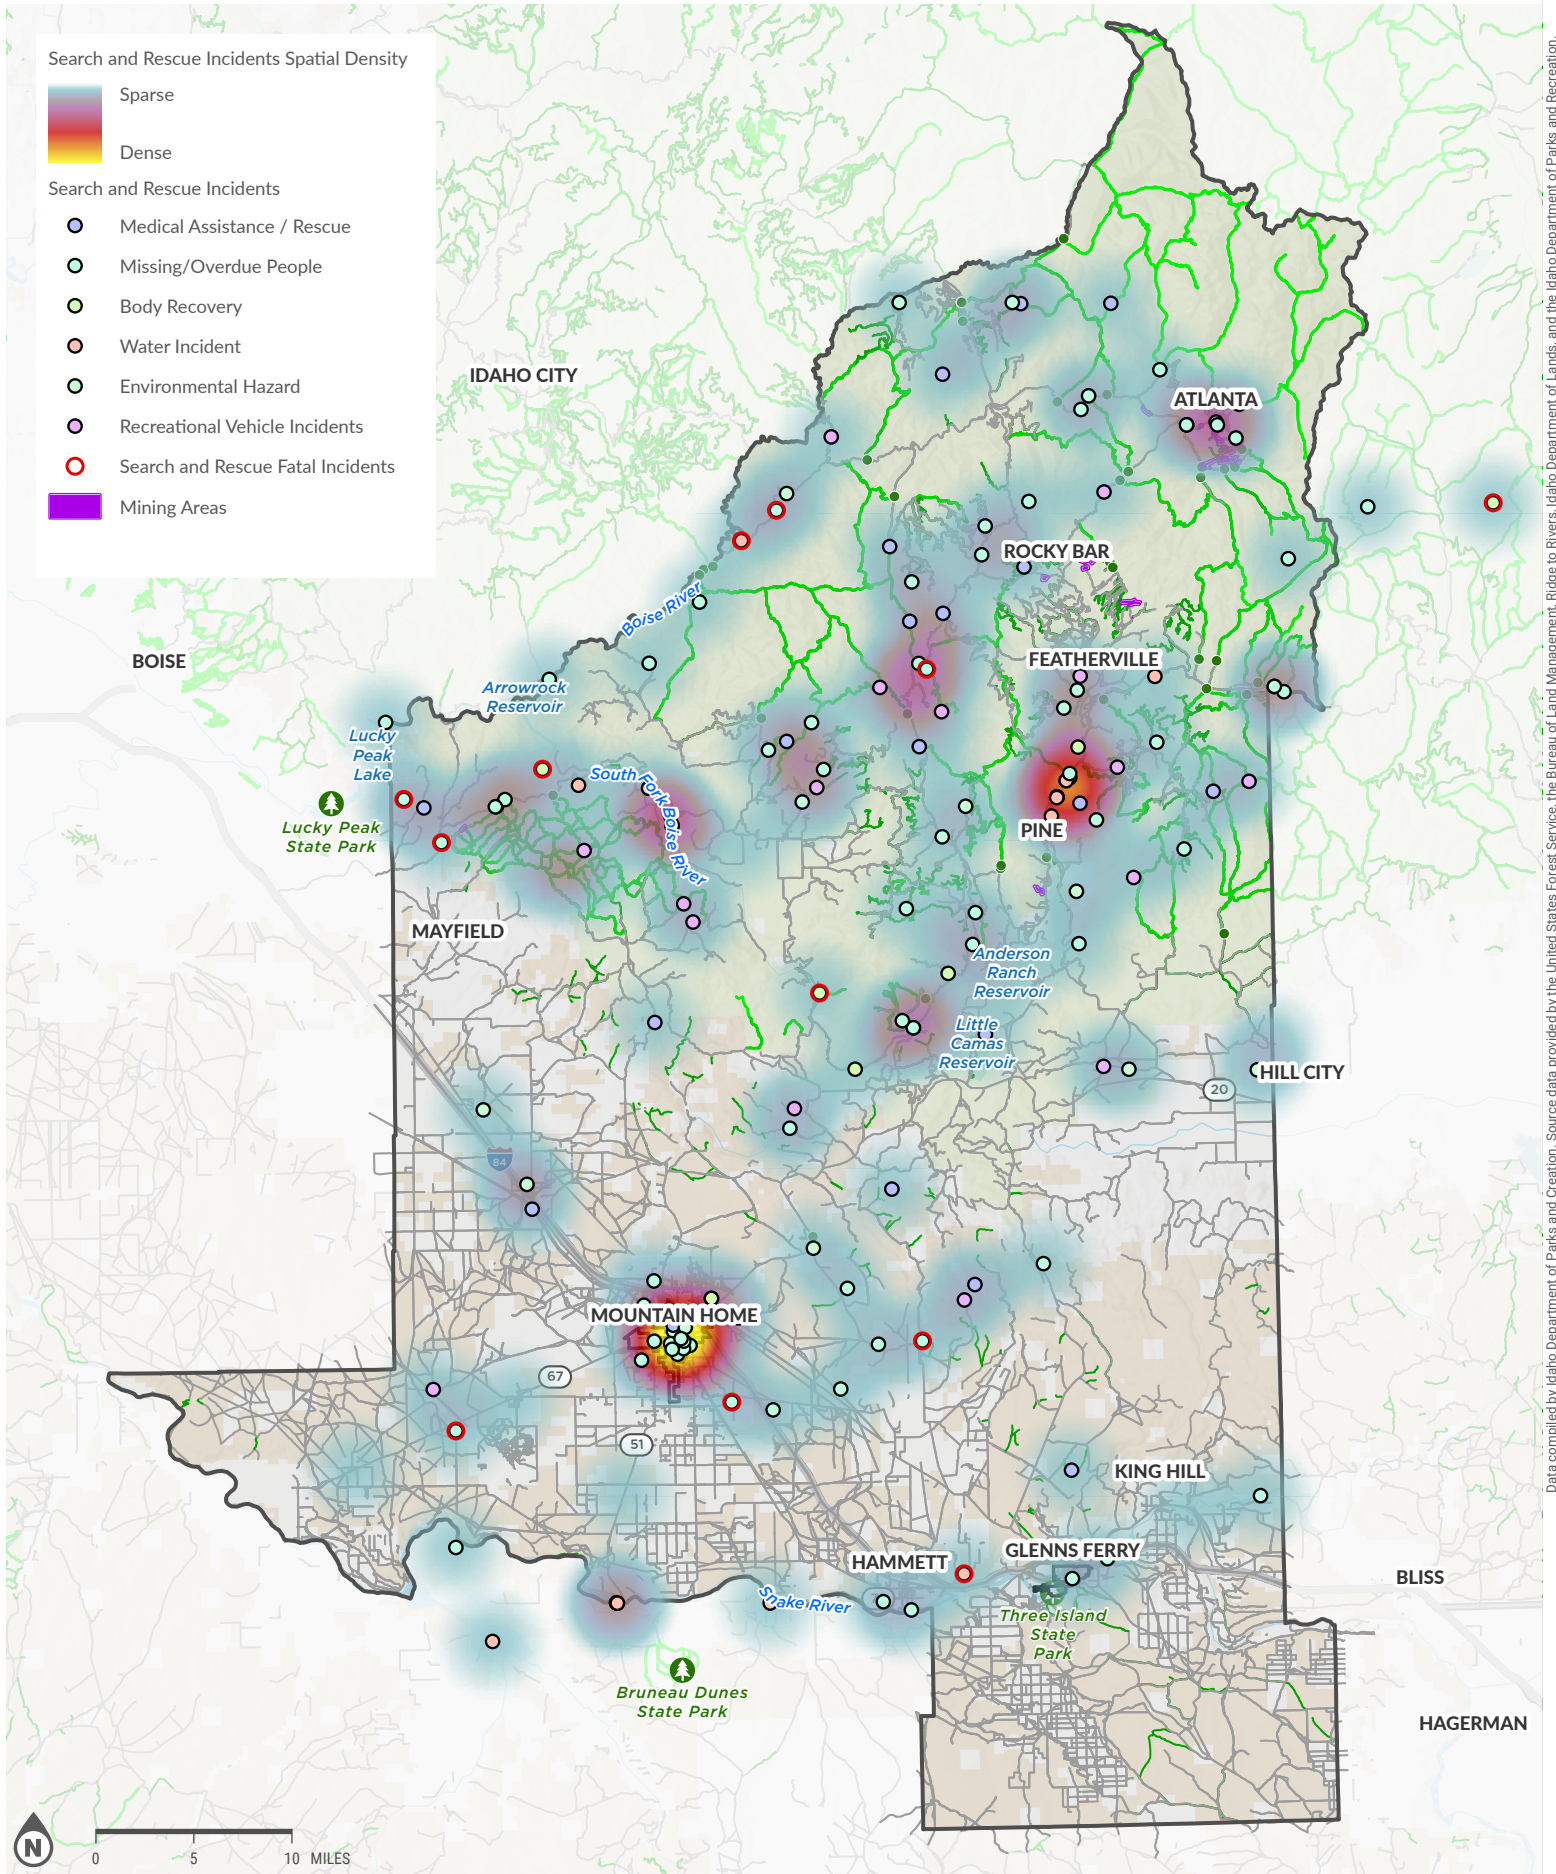 Search and Rescue Incidents Spatial Density
Sparse
Dense
Search and Rescue Incidents
Medical Assistance / Rescue
Missing/Overdue People
Body Recovery
Water Incident
Environmental Hazard
Recreational Vehicle Incidents
Search and Rescue Fatal Incidents
Mining Areas
IDAHO CITY
ATLANTA
ROCKY BAR
Boise River
BOISE
FEATHERVILLE
Arrowrock
Reservoir
Lucky
Peak
Lake
South Fork Boise River
Lucky Peak
State Park
PINE
MAYFIELD
Anderson
Ranch
Reservoir
Little
Camas
Reservoir
HILL CITY
20
84
MOUNTAIN HOME
67
51
KING HILL
GLENNS FERRY
HAMMETT
BLISS
Snake River
Three Island
State
Park
Bruneau Dunes
State Park
HAGERMAN
N
0 5 10 MILES
Data compiled by Idaho Department of Parks and Creation. Source data provided by the United States Forest Service, the Bureau of Land Management, Ridge to Rivers, Idaho Department of Lands, and the Idaho Department of Parks and Recreation.